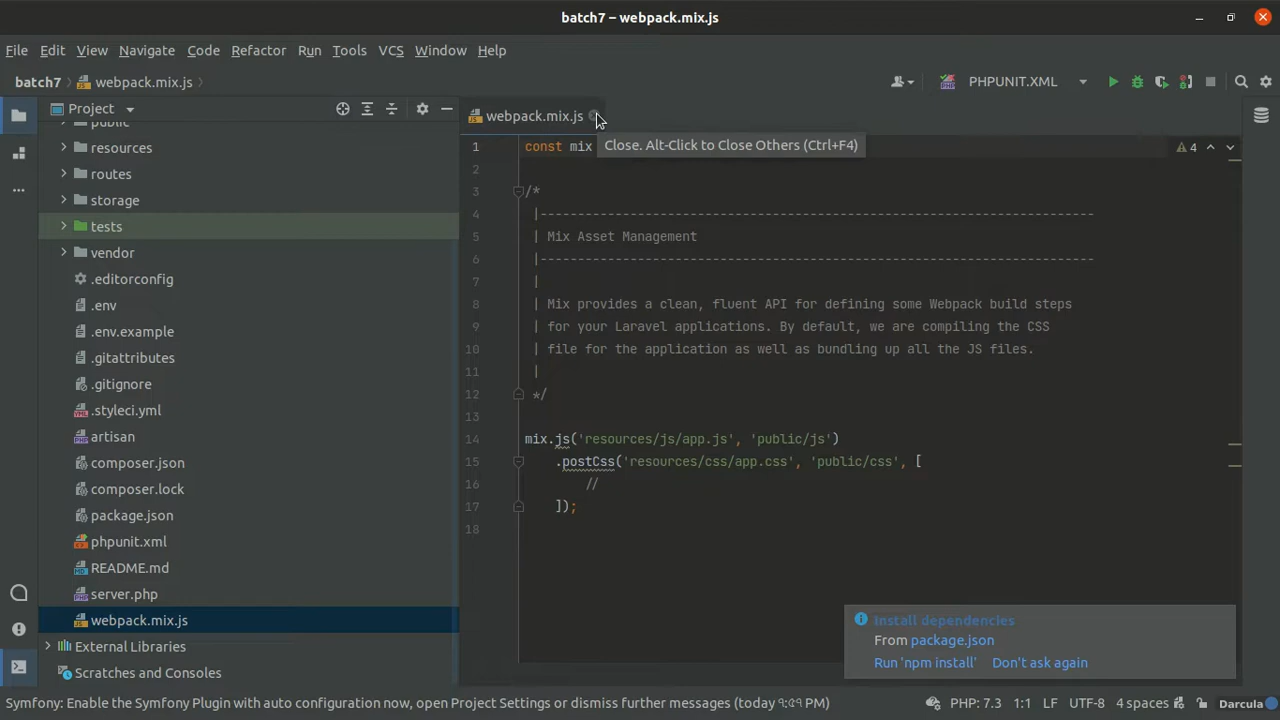 batch7 – webpack.mix.js
File Edit View Navigate Code Refactor Run Tools VCS Window Help
batch7 webpack.mix.js
PHPUNIT.XML
Project
webpack.mix.js
public
resources
routes
storage
tests
vendor
.editorconfig
.env
.env.example
.gitattributes
.gitignore
.styleci.yml
artisan
composer.json
composer.lock
package.json
phpunit.xml
README.md
server.php
webpack.mix.js
External Libraries
Scratches and Consoles
Close. Alt-Click to Close Others (Ctrl+F4)
4
1 const mix
2
3 /*
4 |--------------------------------------------------------------------------
5 | Mix Asset Management
6 |--------------------------------------------------------------------------
7 |
8 | Mix provides a clean, fluent API for defining some Webpack build steps
9 | for your Laravel applications. By default, we are compiling the CSS
10 | file for the application as well as bundling up all the JS files.
11 |
12 */
13
14 mix.js('resources/js/app.js', 'public/js')
15 .postCss('resources/css/app.css', 'public/css', [
16 //
17 ]);
18
Install dependencies
From package.json
Run 'npm install' Don't ask again
Symfony: Enable the Symfony Plugin with auto configuration now, open Project Settings or dismiss further messages (today ৭:৫৭ PM)
PHP: 7.3 1:1 LF UTF-8 4 spaces Darcula